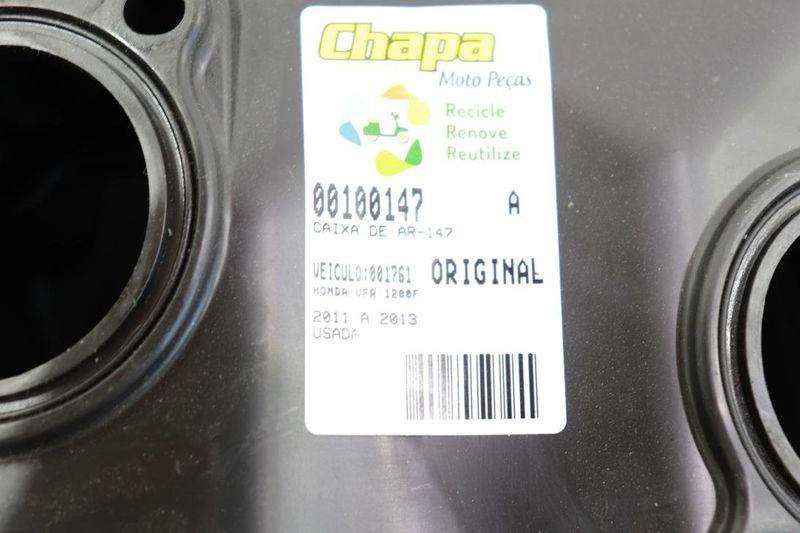 Chapa
Moto Peças
Recicle
Renove
Reutilize
00100147 A
CAIXA DE AR-147
VEICULO:001761 ORIGINAL
HONDA VFR 1200F
2011 A 2013
USADA